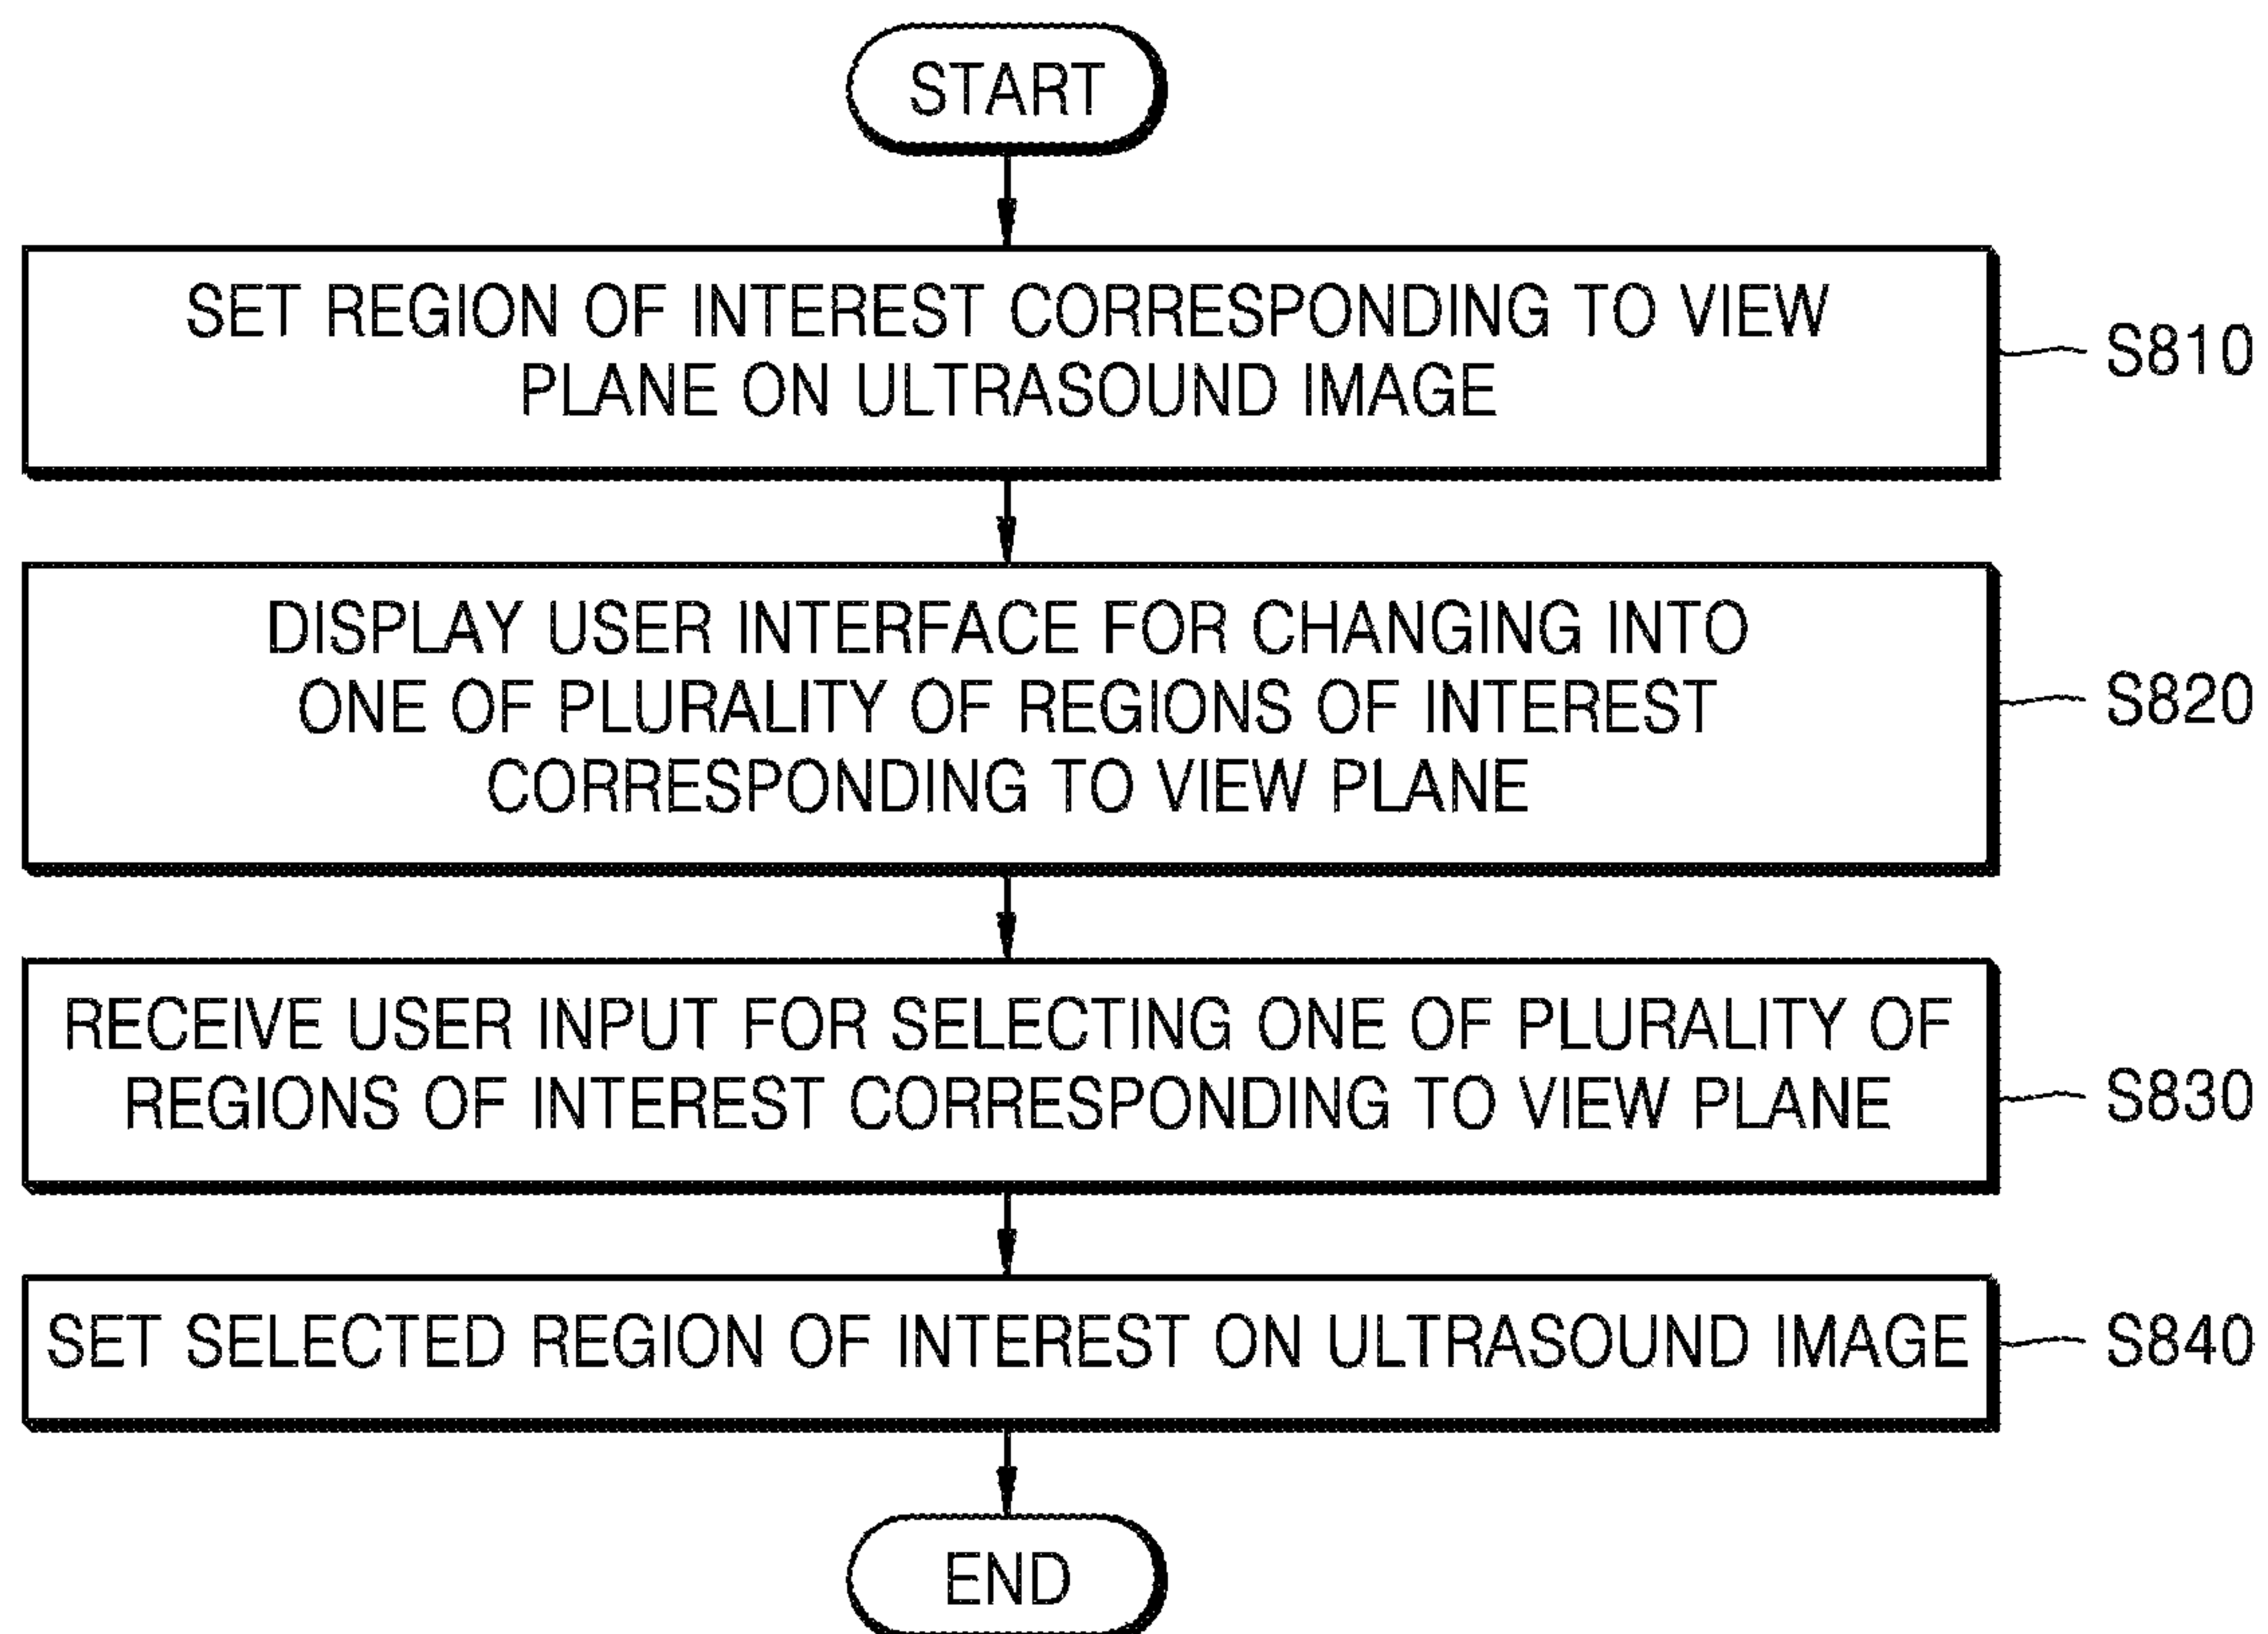 START
SET REGION OF INTEREST CORRESPONDING TO VIEW
PLANE ON ULTRASOUND IMAGE
S810
DISPLAY USER INTERFACE FOR CHANGING INTO
ONE OF PLURALITY OF REGIONS OF INTEREST
CORRESPONDING TO VIEW PLANE
S820
RECEIVE USER INPUT FOR SELECTING ONE OF PLURALITY OF
REGIONS OF INTEREST CORRESPONDING TO VIEW PLANE
S830
SET SELECTED REGION OF INTEREST ON ULTRASOUND IMAGE
S840
END